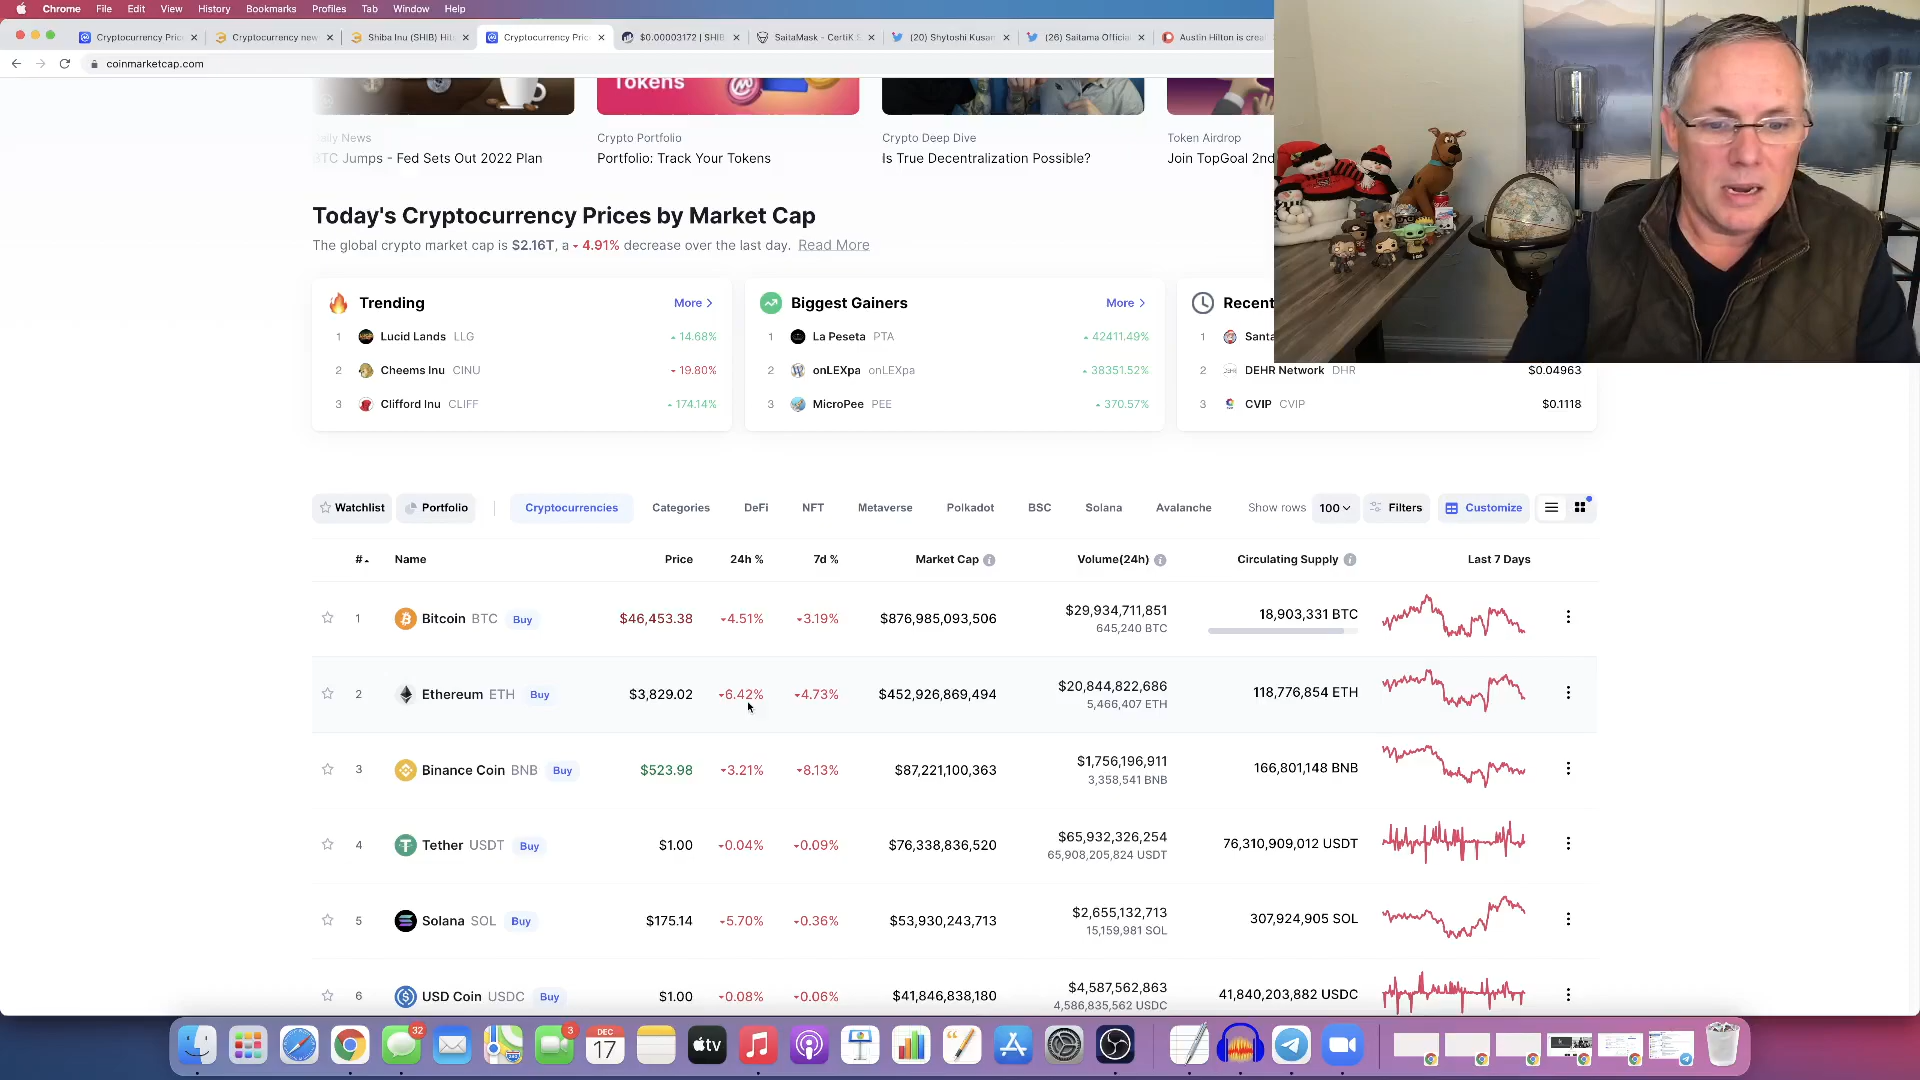 Chrome File Edit View History Bookmarks Profiles Tab Window Help
Cryptocurrency Pric × Cryptocurrency new × Shiba Inu (SHIB) Hit × Cryptocurrency Pric × $0.00003172 | SHIB × SaitaMask - CertiK S × (20) Shytoshi Kusam × (26) Saitama Official × Austin Hilton is crea
coinmarketcap.com
Tokens
Daily News Crypto Portfolio Crypto Deep Dive Token Airdrop
BTC Jumps - Fed Sets Out 2022 Plan Portfolio: Track Your Tokens Is True Decentralization Possible? Join TopGoal 2nd
Today's Cryptocurrency Prices by Market Cap
The global crypto market cap is $2.16T, a 4.91% decrease over the last day. Read More
Trending More > Biggest Gainers More > Recent
1 Lucid Lands LLG 14.68% 1 La Peseta PTA 42411.49% 1 Santa
2 Cheems Inu CINU 19.80% 2 onLEXpa onLEXpa 38351.52% 2 DEHR Network DHR $0.04963
3 Clifford Inu CLIFF 174.14% 3 MicroPee PEE 370.57% 3 CVIP CVIP $0.1118
Watchlist Portfolio Cryptocurrencies Categories DeFi NFT Metaverse Polkadot BSC Solana Avalanche Show rows 100 Filters Customize
# Name Price 24h % 7d % Market Cap Volume(24h) Circulating Supply Last 7 Days
1 Bitcoin BTC Buy $46,453.38 4.51% 3.19% $876,985,093,506 $29,934,711,851 18,903,331 BTC
645,240 BTC
2 Ethereum ETH Buy $3,829.02 6.42% 4.73% $452,926,869,494 $20,844,822,686 118,776,854 ETH
5,466,407 ETH
3 Binance Coin BNB Buy $523.98 3.21% 8.13% $87,221,100,363 $1,756,196,911 166,801,148 BNB
3,358,541 BNB
4 Tether USDT Buy $1.00 0.04% 0.09% $76,338,836,520 $65,932,326,254 76,310,909,012 USDT
65,908,205,824 USDT
5 Solana SOL Buy $175.14 5.70% 0.36% $53,930,243,713 $2,655,132,713 307,924,905 SOL
15,159,981 SOL
6 USD Coin USDC Buy $1.00 0.08% 0.06% $41,846,838,180 $4,587,562,863 41,840,203,882 USDC
4,586,835,562 USDC
32 3 DEC 17 tv